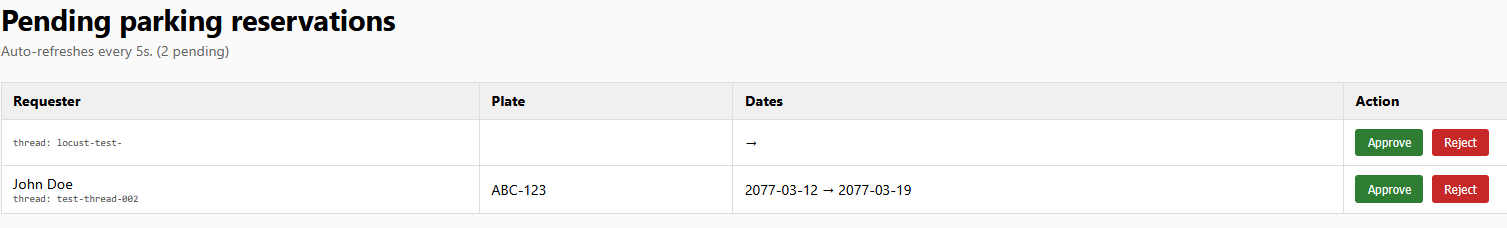 Pending parking reservations
Auto-refreshes every 5s. (2 pending)
Requester Plate Dates Action
thread: locust-test- → Approve Reject
John Doe
thread: test-thread-002
ABC-123 2077-03-12 → 2077-03-19 Approve Reject